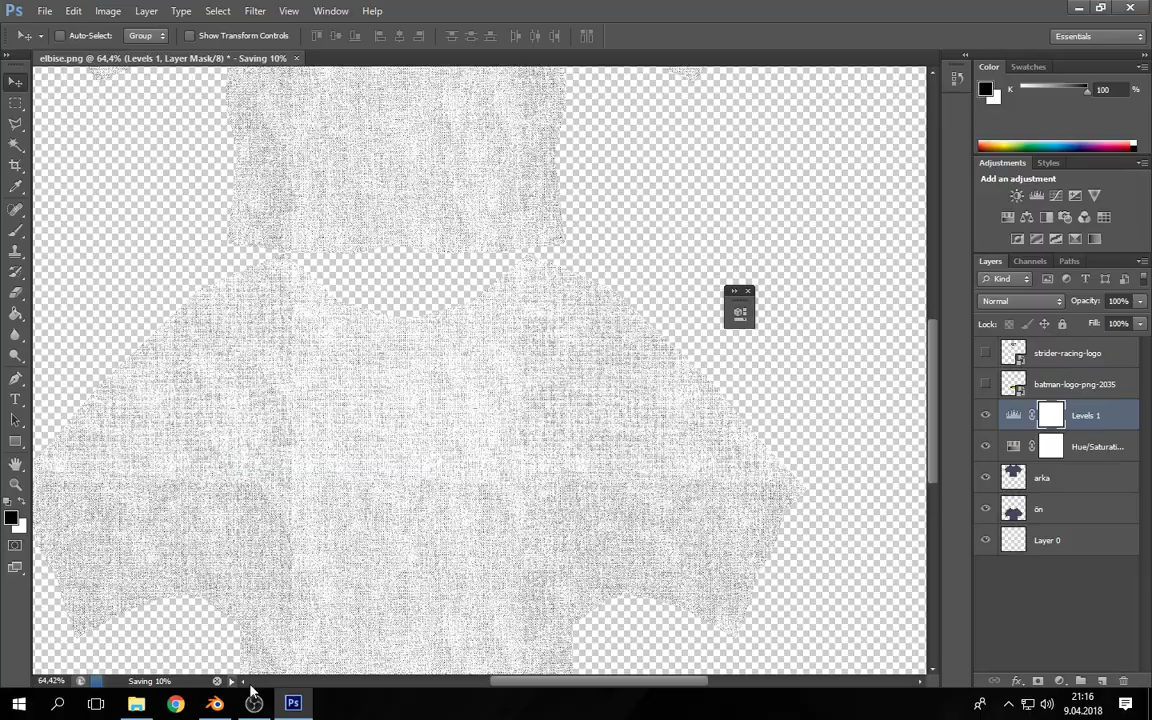 Ps File Edit Image Layer Type Select Filter 3D View Window Help
Auto-Select: Group Show Transform Controls Essentials
elbise.png @ 64,4% (Levels 1, Layer Mask/8) * - Saving 10% ×
Color Swatches
K 100 %
Adjustments Styles
Add an adjustment
Layers Channels Paths
Kind
Normal Opacity: 100%
Lock: Fill: 100%
strider-racing-logo
batman-logo-png-2035
Levels 1
Hue/Saturati...
arka
ön
Layer 0
64,42% Saving 10%
fx
Ps 21:16
9.04.2018